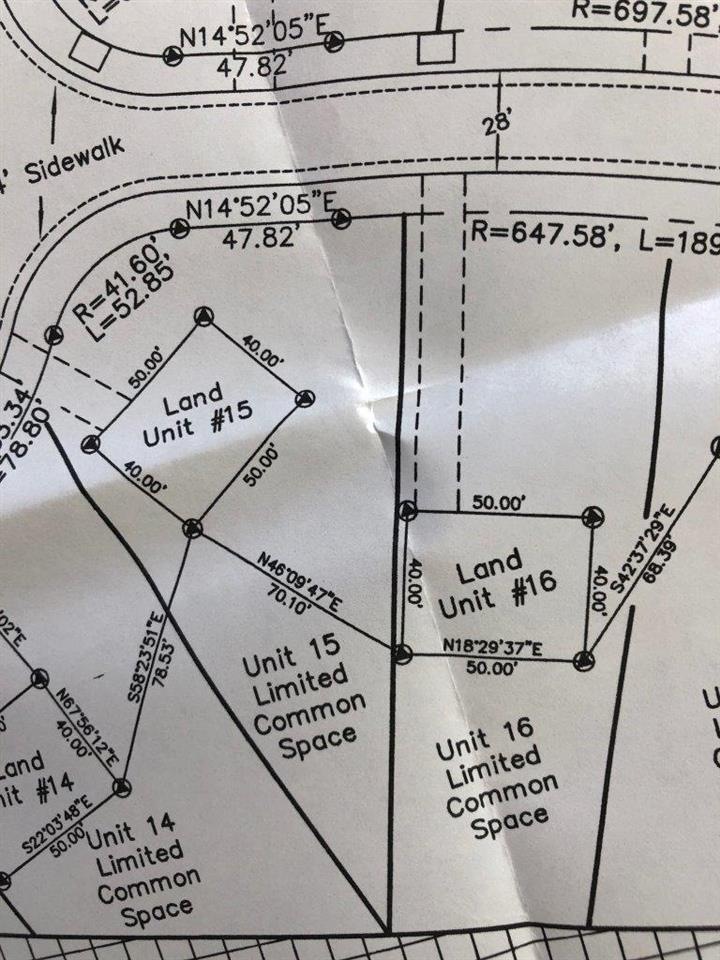 R=697.58'
N14°52'05"E
47.82'
28'
' Sidewalk
N14°52'05"E
47.82'
R=647.58', L=189
R=41.60'
L=52.85'
50.00'
40.00'
Land
Unit #15
40.00'
50.00'
3.34'
=78.80'
50.00'
40.00'
Land
Unit #16
40.00'
N18°29'37"E
50.00'
S42°37'29"E
68.39'
N46°09'47"E
70.10'
S58°23'51"E
78.53'
Unit 15
Limited
Common
Space
02"E
N67°56'12"E
40.00'
Land
nit #14
S22°03'48"E
50.00'
Unit 14
Limited
Common
Space
Unit 16
Limited
Common
Space